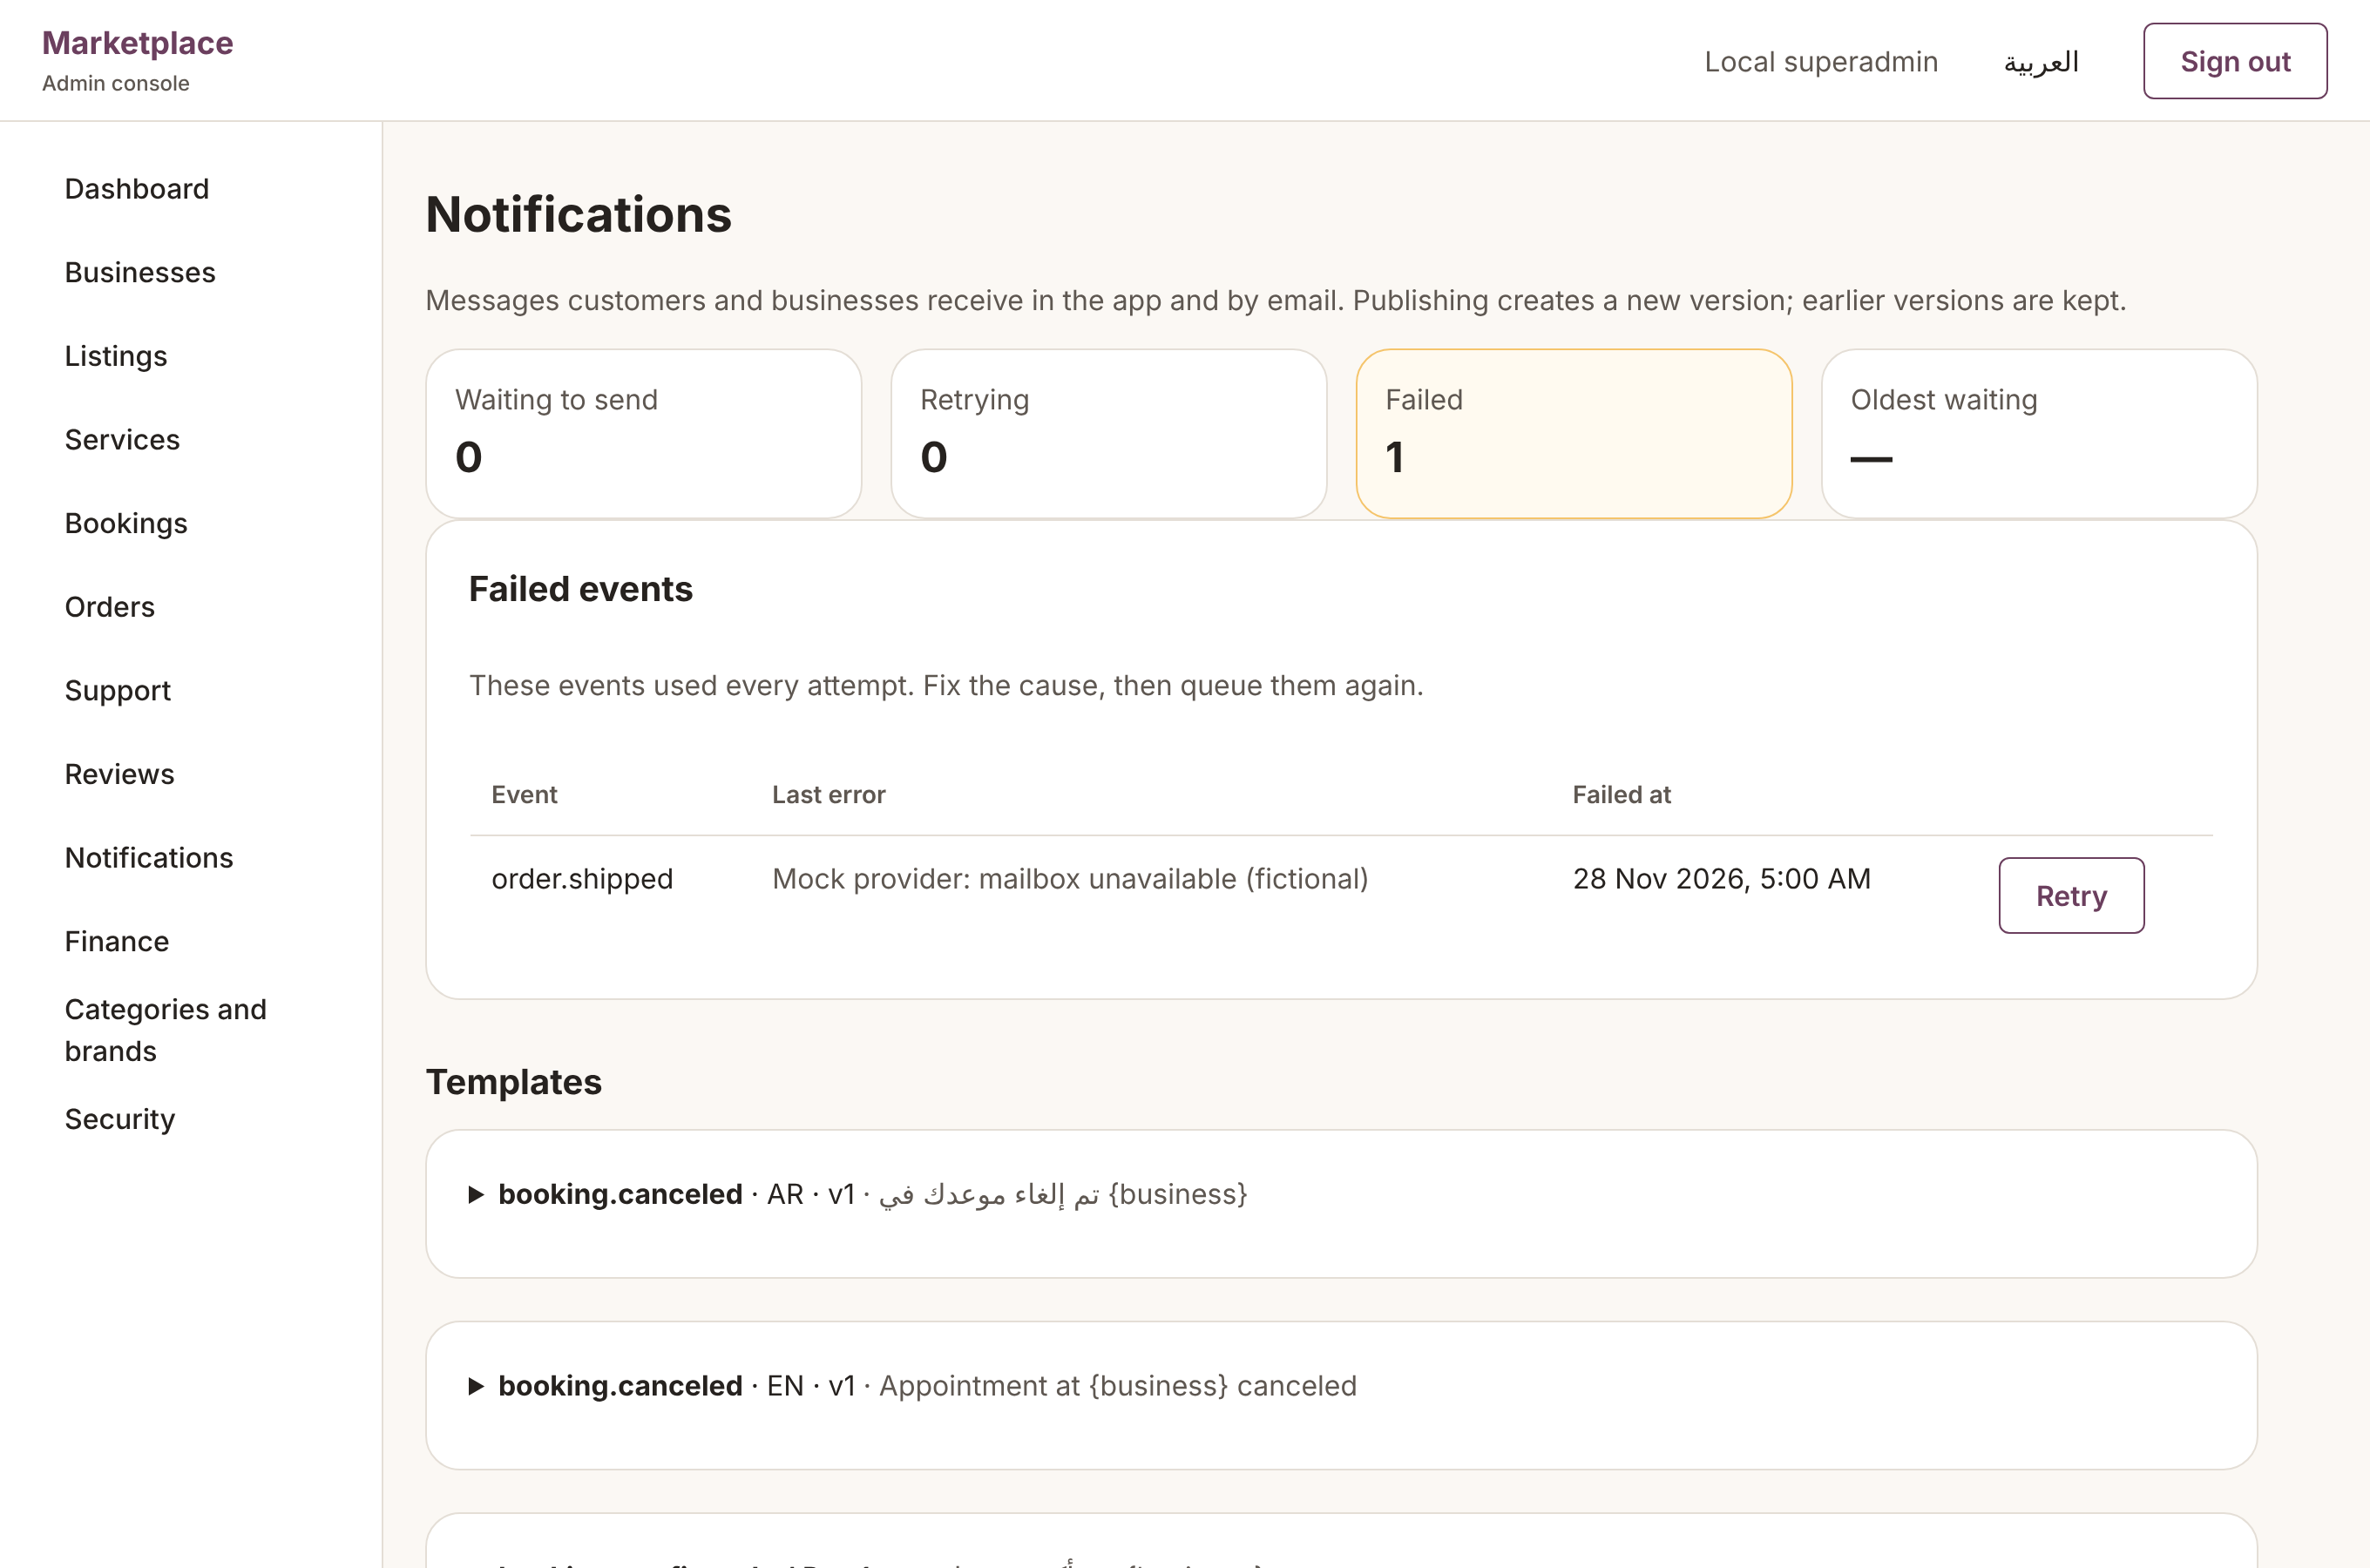 Marketplace
Admin console
Local superadmin
العربية
Sign out
Dashboard
Businesses
Listings
Services
Bookings
Orders
Support
Reviews
Notifications
Finance
Categories and
brands
Security
Notifications
Messages customers and businesses receive in the app and by email. Publishing creates a new version; earlier versions are kept.
Waiting to send
0
Retrying
0
Failed
1
Oldest waiting
—
Failed events
These events used every attempt. Fix the cause, then queue them again.
Event Last error Failed at
order.shipped Mock provider: mailbox unavailable (fictional) 28 Nov 2026, 5:00 AM Retry
Templates
booking.canceled · AR · v1 · تم إلغاء موعدك في {business}
booking.canceled · EN · v1 · Appointment at {business} canceled